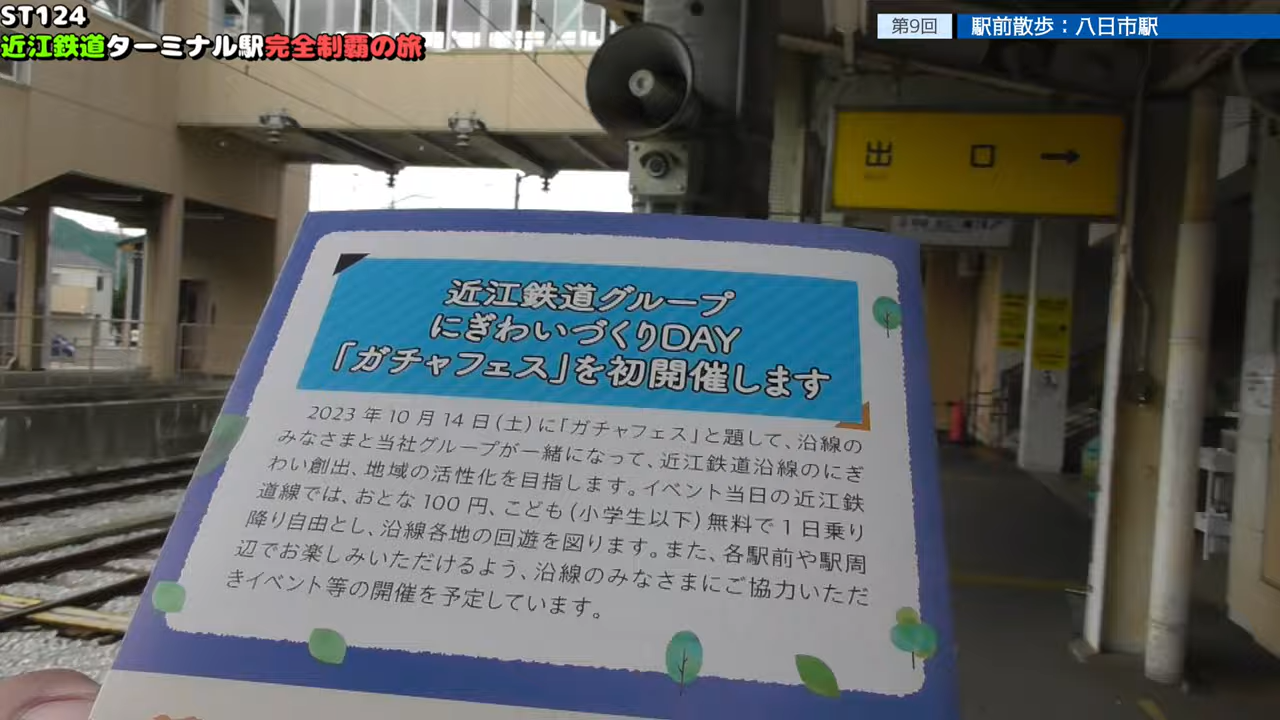 ST124
近江鉄道ターミナル駅完全制覇の旅
第9回
駅前散歩：八日市駅
出口→
近江鉄道グループ
にぎわいづくりDAY
「ガチャフェス」を初開催します
2023年10月14日(土)に「ガチャフェス」と題して、沿線の
みなさまと当社グループが一緒になって、近江鉄道沿線のにぎ
わい創出、地域の活性化を目指します。イベント当日の近江鉄
道線では、おとな100円、こども(小学生以下)無料で1日乗り
降り自由とし、沿線各地の回遊を図ります。また、各駅前や駅周
辺でお楽しみいただけるよう、沿線のみなさまにご協力いただ
きイベント等の開催を予定しています。